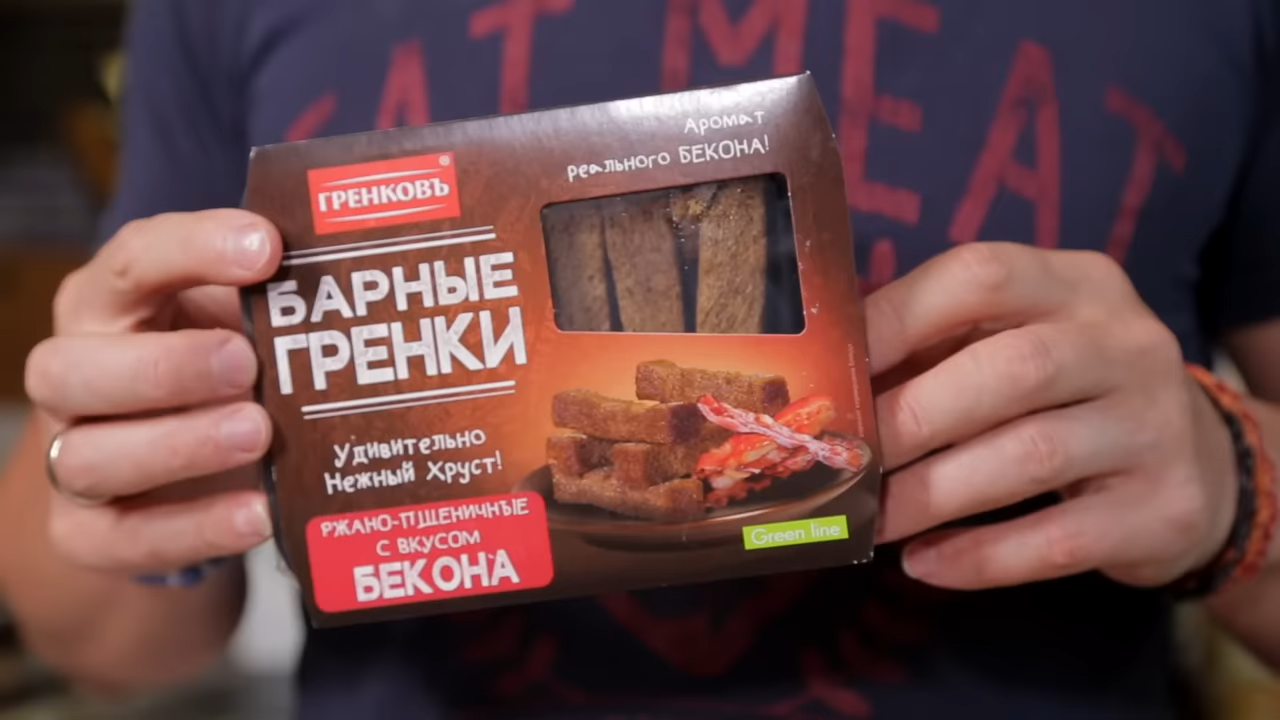 EAT MEAT
Аромат
реального БЕКОНА!
ГРЕНКОВЪ®
БАРНЫЕ
ГРЕНКИ
Удивительно
Нежный Хруст!
РЖАНО-ПШЕНИЧНЫЕ
С ВКУСОМ
БЕКОНА
Green line